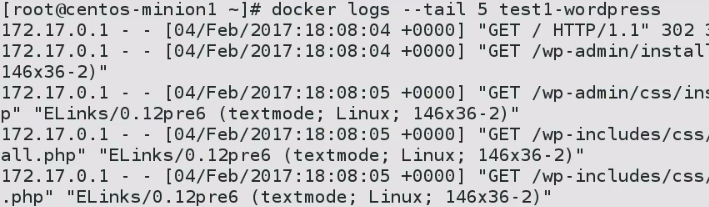 [root@centos-minion1 ~]# docker logs --tail 5 test1-wordpress
172.17.0.1 - - [04/Feb/2017:18:08:04 +0000] "GET / HTTP/1.1" 302
172.17.0.1 - - [04/Feb/2017:18:08:04 +0000] "GET /wp-admin/install
146x36-2)"
172.17.0.1 - - [04/Feb/2017:18:08:05 +0000] "GET /wp-admin/css/ins
p" "ELinks/0.12pre6 (textmode; Linux; 146x36-2)"
172.17.0.1 - - [04/Feb/2017:18:08:05 +0000] "GET /wp-includes/css/
all.php" "ELinks/0.12pre6 (textmode; Linux; 146x36-2)"
172.17.0.1 - - [04/Feb/2017:18:08:05 +0000] "GET /wp-includes/css/
.php" "ELinks/0.12pre6 (textmode; Linux; 146x36-2)"